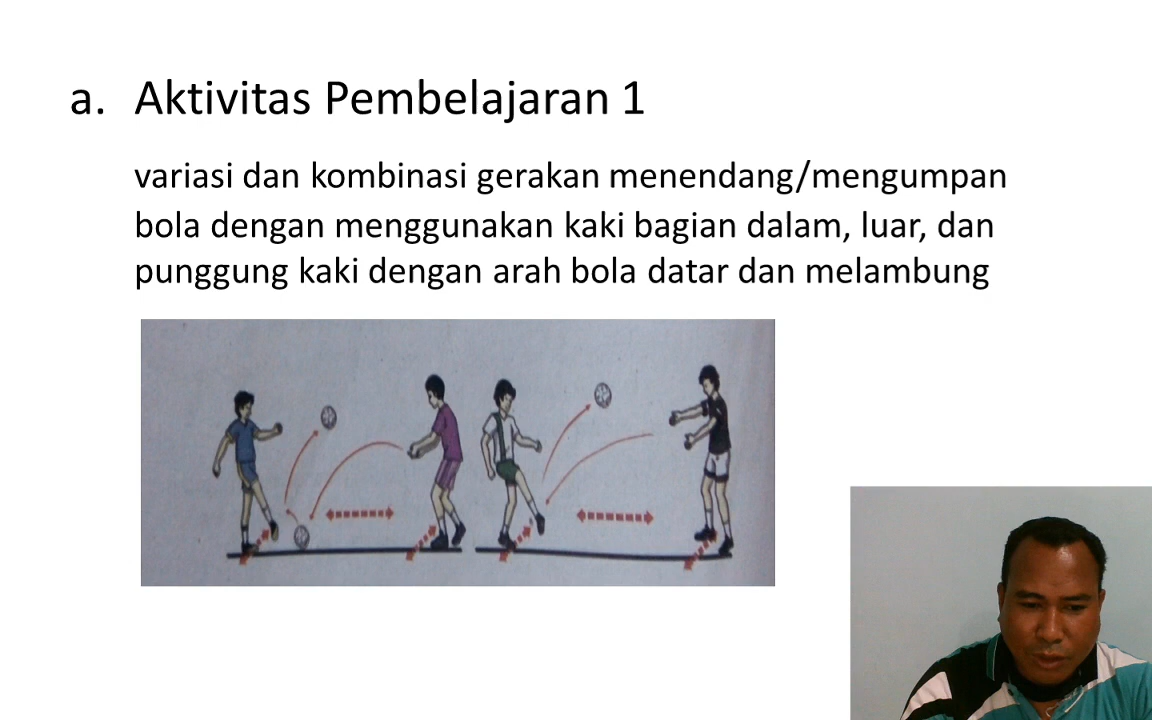 a. Aktivitas Pembelajaran 1
variasi dan kombinasi gerakan menendang/mengumpan
bola dengan menggunakan kaki bagian dalam, luar, dan
punggung kaki dengan arah bola datar dan melambung